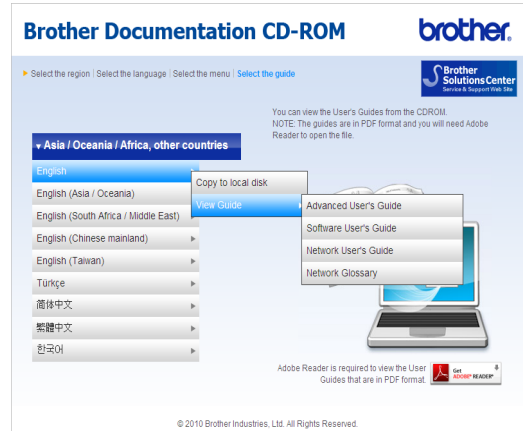 Brother Documentation CD-ROM
brother
Select the region | Select the language | Select the menu | Select the guide
Brother
Solutions Center
Service & Support Web Site
You can view the User's Guides from the CDROM.
NOTE: The guides are in PDF format and you will need Adobe
Reader to open the file.
Asia / Oceania / Africa, other countries
English
Copy to local disk
English (Asia / Oceania)
View Guide
Advanced User's Guide
English (South Africa / Middle East)
Software User's Guide
English (Chinese mainland)
Network User's Guide
English (Taiwan)
Network Glossary
Türkçe
简体中文
繁體中文
한국어
Adobe Reader is required to view the User
Guides that are in PDF format.
Get
ADOBE® READER®
© 2010 Brother Industries, Ltd. All Rights Reserved.